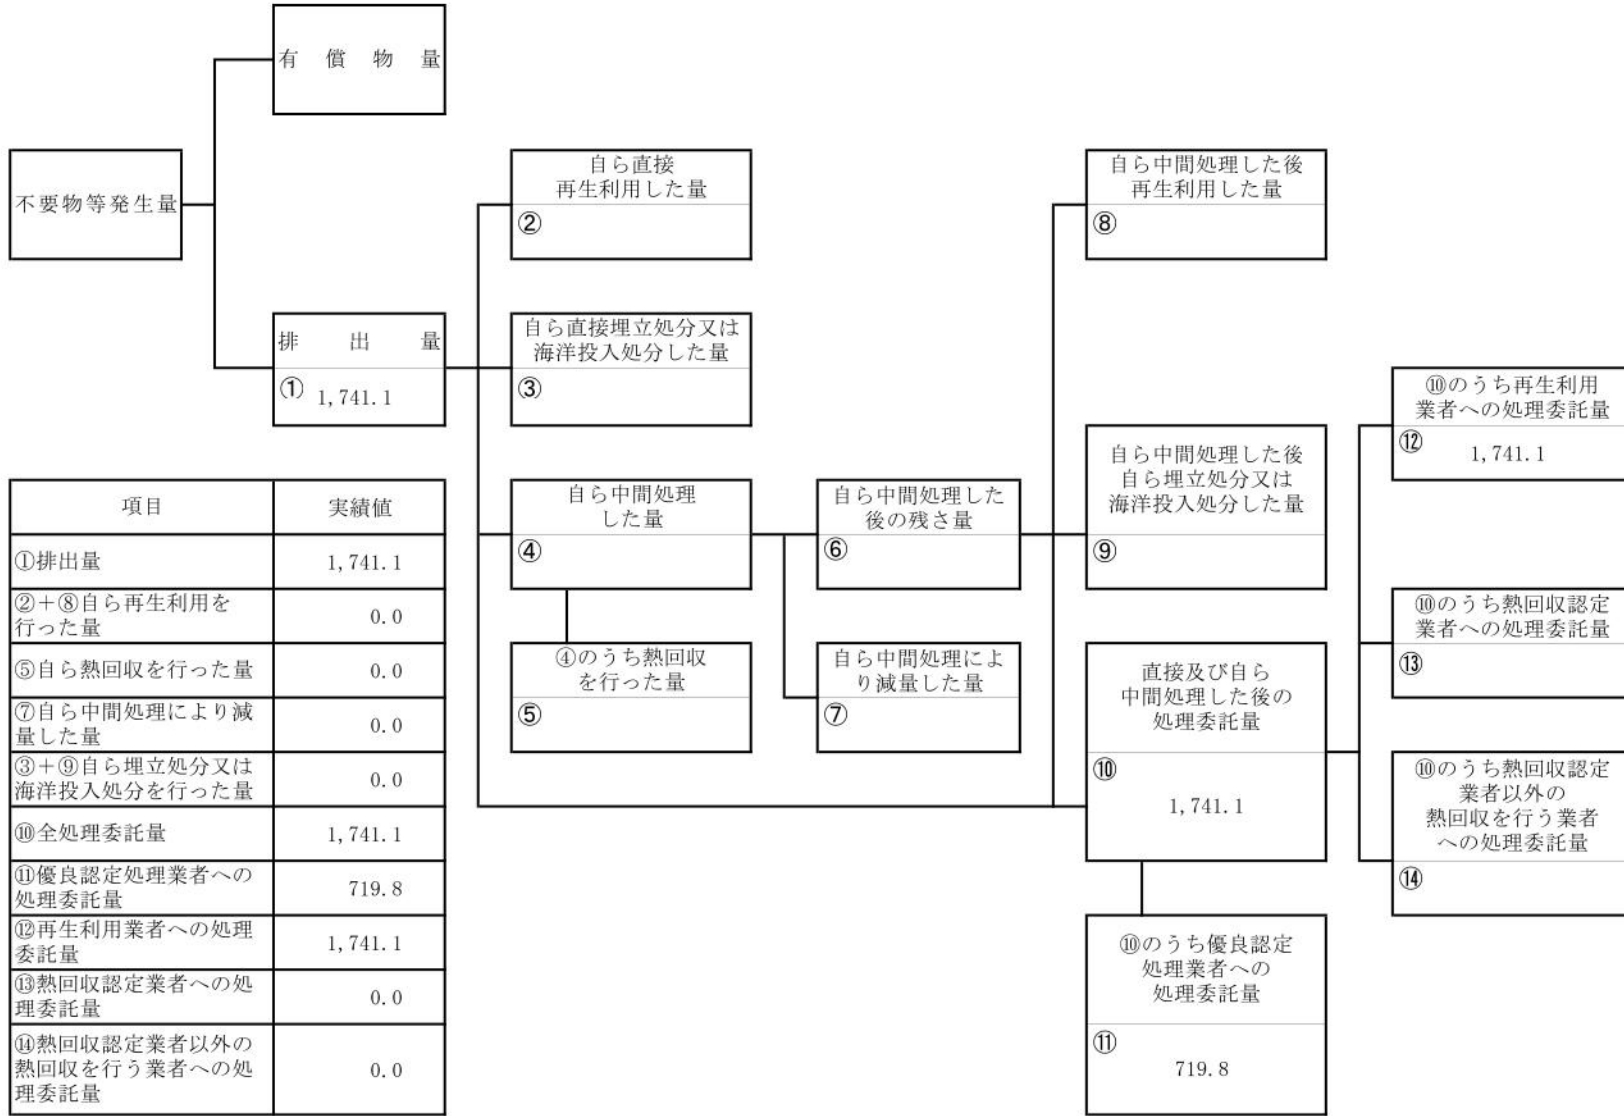 有償物量
不要物等発生量
排出量
① 1,741.1
自ら直接
再生利用した量
②
自ら直接埋立処分又は
海洋投入処分した量
③
自ら中間処理
した量
④
④のうち熱回収
を行った量
⑤
自ら中間処理した
後の残さ量
⑥
自ら中間処理によ
り減量した量
⑦
自ら中間処理した後
再生利用した量
⑧
自ら中間処理した後
自ら埋立処分又は
海洋投入処分した量
⑨
直接及び自ら
中間処理した後の
処理委託量
⑩
1,741.1
⑩のうち優良認定
処理業者への
処理委託量
⑪
719.8
⑩のうち再生利用
業者への処理委託量
⑫
1,741.1
⑩のうち熱回収認定
業者への処理委託量
⑬
⑩のうち熱回収認定
業者以外の
熱回収を行う業者
への処理委託量
⑭
項目 実績値
①排出量 1,741.1
②+⑧自ら再生利用を
行った量 0.0
⑤自ら熱回収を行った量 0.0
⑦自ら中間処理により減
量した量 0.0
③+⑨自ら埋立処分又は
海洋投入処分を行った量 0.0
⑩全処理委託量 1,741.1
⑪優良認定処理業者への
処理委託量 719.8
⑫再生利用業者への処理
委託量 1,741.1
⑬熱回収認定業者への処
理委託量 0.0
⑭熱回収認定業者以外の
熱回収を行う業者への処
理委託量 0.0